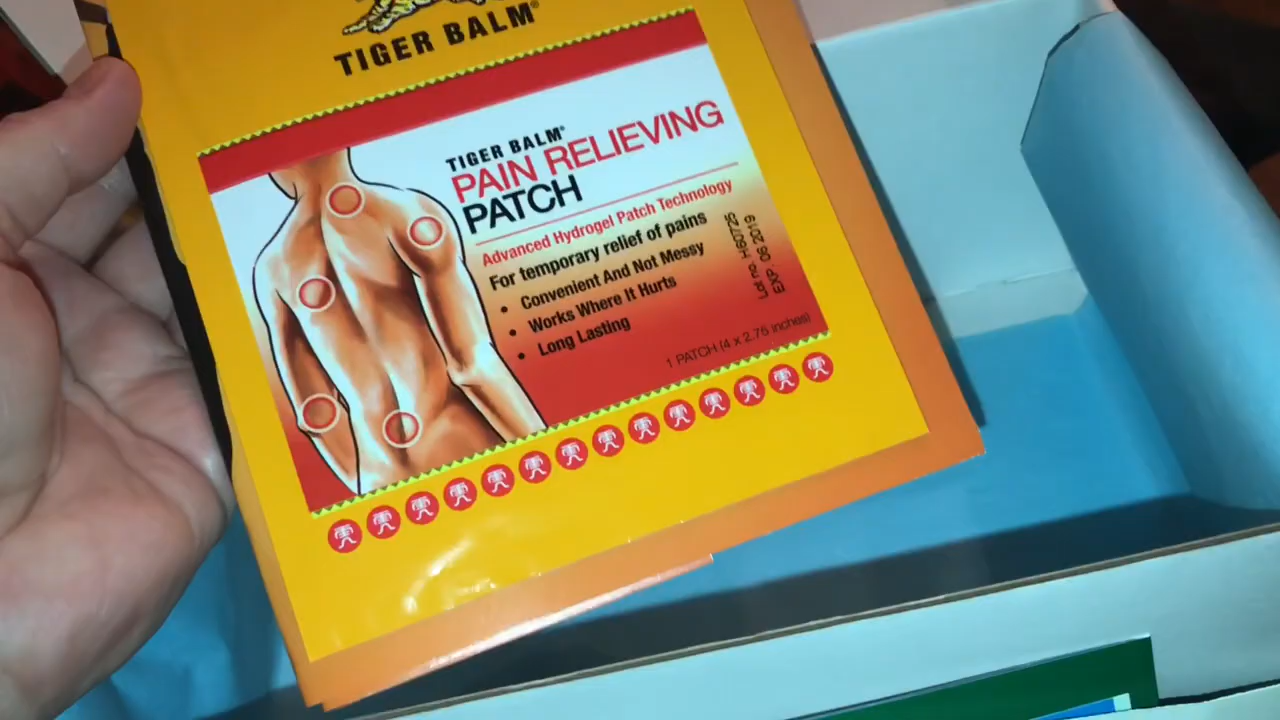 TIGER BALM®
TIGER BALM®
PAIN RELIEVING
PATCH
Advanced Hydrogel Patch Technology
For temporary relief of pains
• Convenient And Not Messy
• Works Where It Hurts
• Long Lasting
Lot no. H60726
EXP. 06 2019
1 PATCH (4 x 2.75 inches)